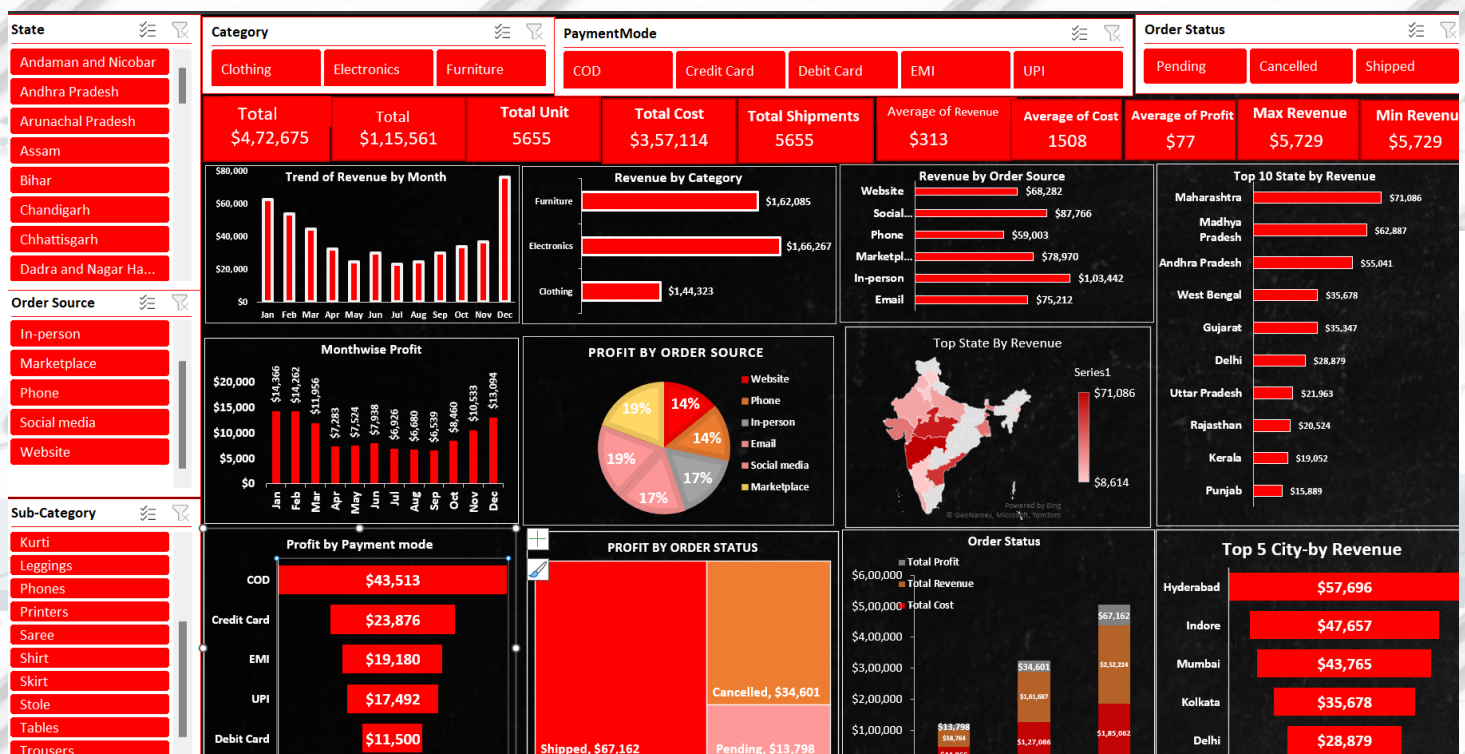 State
Andaman and Nicobar
Andhra Pradesh
Arunachal Pradesh
Assam
Bihar
Chandigarh
Chhattisgarh
Dadra and Nagar Ha...
Order Source
In-person
Marketplace
Phone
Social media
Website
Sub-Category
Kurti
Leggings
Phones
Printers
Saree
Shirt
Skirt
Stole
Tables
Trousers
Category
Clothing
Electronics
Furniture
PaymentMode
COD
Credit Card
Debit Card
EMI
UPI
Order Status
Pending
Cancelled
Shipped
Total
$4,72,675
Total
$1,15,561
Total Unit
5655
Total Cost
$3,57,114
Total Shipments
5655
Average of Revenue
$313
Average of Cost
1508
Average of Profit
$77
Max Revenue
$5,729
Min Revenu
$5,729
Trend of Revenue by Month
$80,000
$60,000
$40,000
$20,000
$0
Jan Feb Mar Apr May Jun Jul Aug Sep Oct Nov Dec
Revenue by Category
Furniture $1,62,085
Electronics $1,66,267
Clothing $1,44,323
Revenue by Order Source
Website $68,282
Social... $87,766
Phone $59,003
Marketpl... $78,970
In-person $1,03,442
Email $75,212
Top 10 State by Revenue
Maharashtra $71,086
Madhya
Pradesh $62,887
Andhra Pradesh $55,041
West Bengal $35,678
Gujarat $35,347
Delhi $28,879
Uttar Pradesh $21,963
Rajasthan $20,524
Kerala $19,052
Punjab $15,889
Monthwise Profit
$20,000
$15,000
$10,000
$5,000
$0
$14,366 $14,262 $11,956 $7,283 $7,524 $7,938 $6,926 $6,680 $6,539 $8,460 $10,533 $13,094
Jan Feb Mar Apr May Jun Jul Aug Sep Oct Nov Dec
PROFIT BY ORDER SOURCE
14%
14%
17%
17%
19%
19%
Website
Phone
In-person
Email
Social media
Marketplace
Top State By Revenue
Series1
$71,086
$8,614
Powered by Bing
© GeoNames, Microsoft, TomTom
Profit by Payment mode
COD $43,513
Credit Card $23,876
EMI $19,180
UPI $17,492
Debit Card $11,500
PROFIT BY ORDER STATUS
Shipped, $67,162
Cancelled, $34,601
Pending, $13,798
Order Status
Total Profit
Total Revenue
Total Cost
$6,00,000
$5,00,000
$4,00,000
$3,00,000
$2,00,000
$1,00,000
$13,798
$58,764
$34,601
$1,61,687
$1,27,086
$67,162
$2,52,224
$1,85,062
Top 5 City-by Revenue
Hyderabad $57,696
Indore $47,657
Mumbai $43,765
Kolkata $35,678
Delhi $28,879